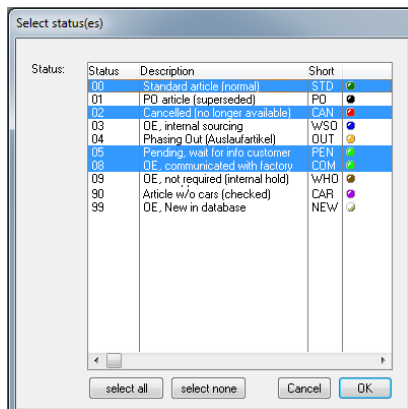 Select status(es)
Status:
Status Description Short
00 Standard article (normal) STD
01 PO article (superseded) PO
02 Cancelled (no longer available) CAN
03 OE, internal sourcing WSO
04 Phasing Out (Auslaufartikel) OUT
05 Pending, wait for info customer PEN
08 OE, communicated with factory COM
09 OE, not required (internal hold) WHO
90 Article w/o cars (checked) CAR
99 OE, New in database NEW
select all select none Cancel OK